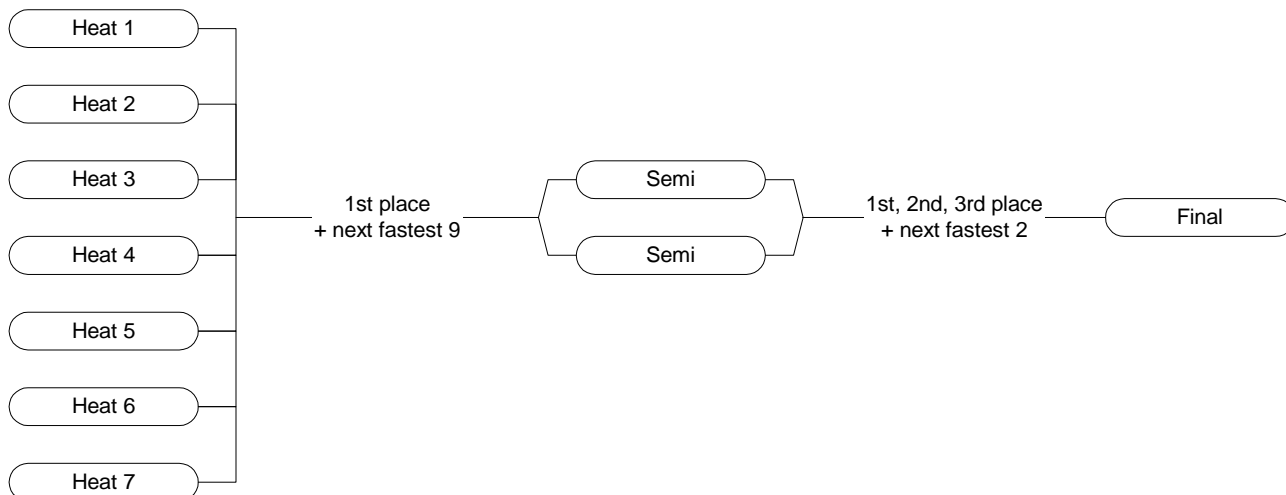 Heat 1
Heat 2
Heat 3
Heat 4
Heat 5
Heat 6
Heat 7
1st place
+ next fastest 9
Semi
Semi
1st, 2nd, 3rd place
+ next fastest 2
Final